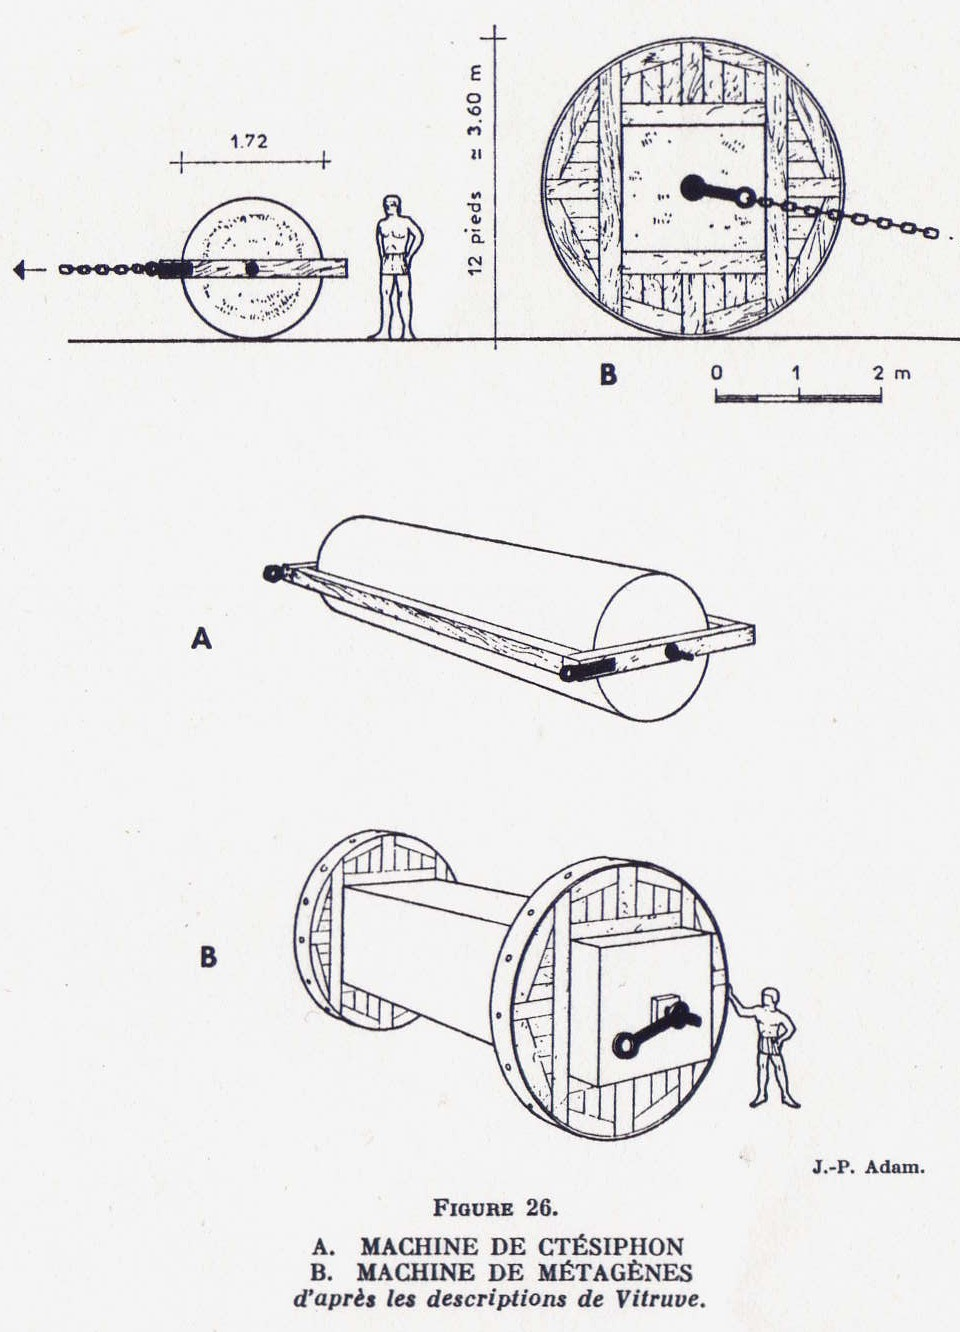 1.72
12 pieds ≃ 3.60 m
B
0 1 2 m
A
B
J.-P. Adam.
FIGURE 26.
A. MACHINE DE CTÉSIPHON
B. MACHINE DE MÉTAGÈNES
d'après les descriptions de Vitruve.